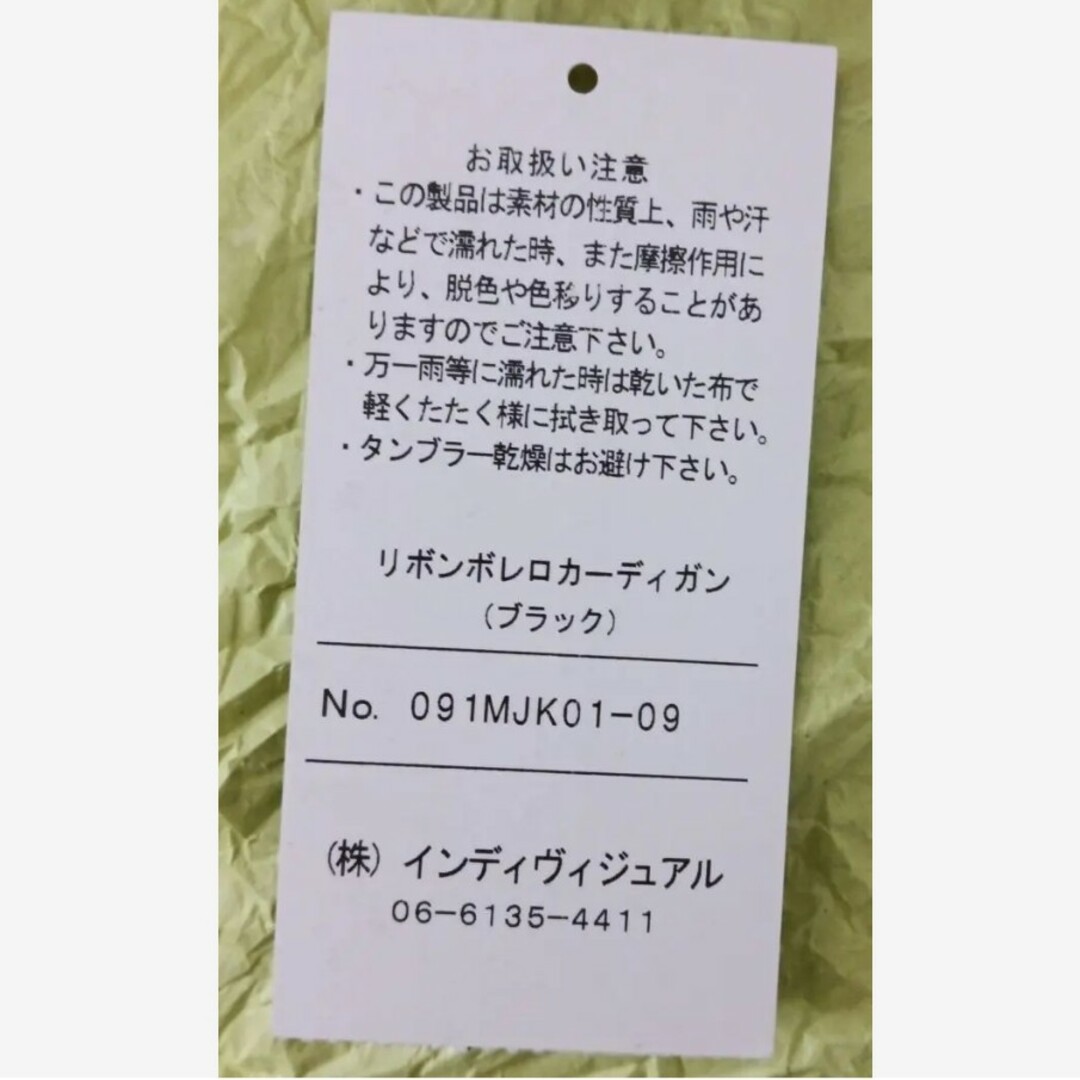 お取扱い注意
・この製品は素材の性質上、雨や汗
などで濡れた時、また摩擦作用に
より、脱色や色移りすることがあ
りますのでご注意下さい。
・万一雨等に濡れた時は乾いた布で
軽くたたく様に拭き取って下さい。
・タンブラー乾燥はお避け下さい。
リボンボレロカーディガン
（ブラック）
No. 091MJK01-09
（株）インディヴィジュアル
06-6135-4411